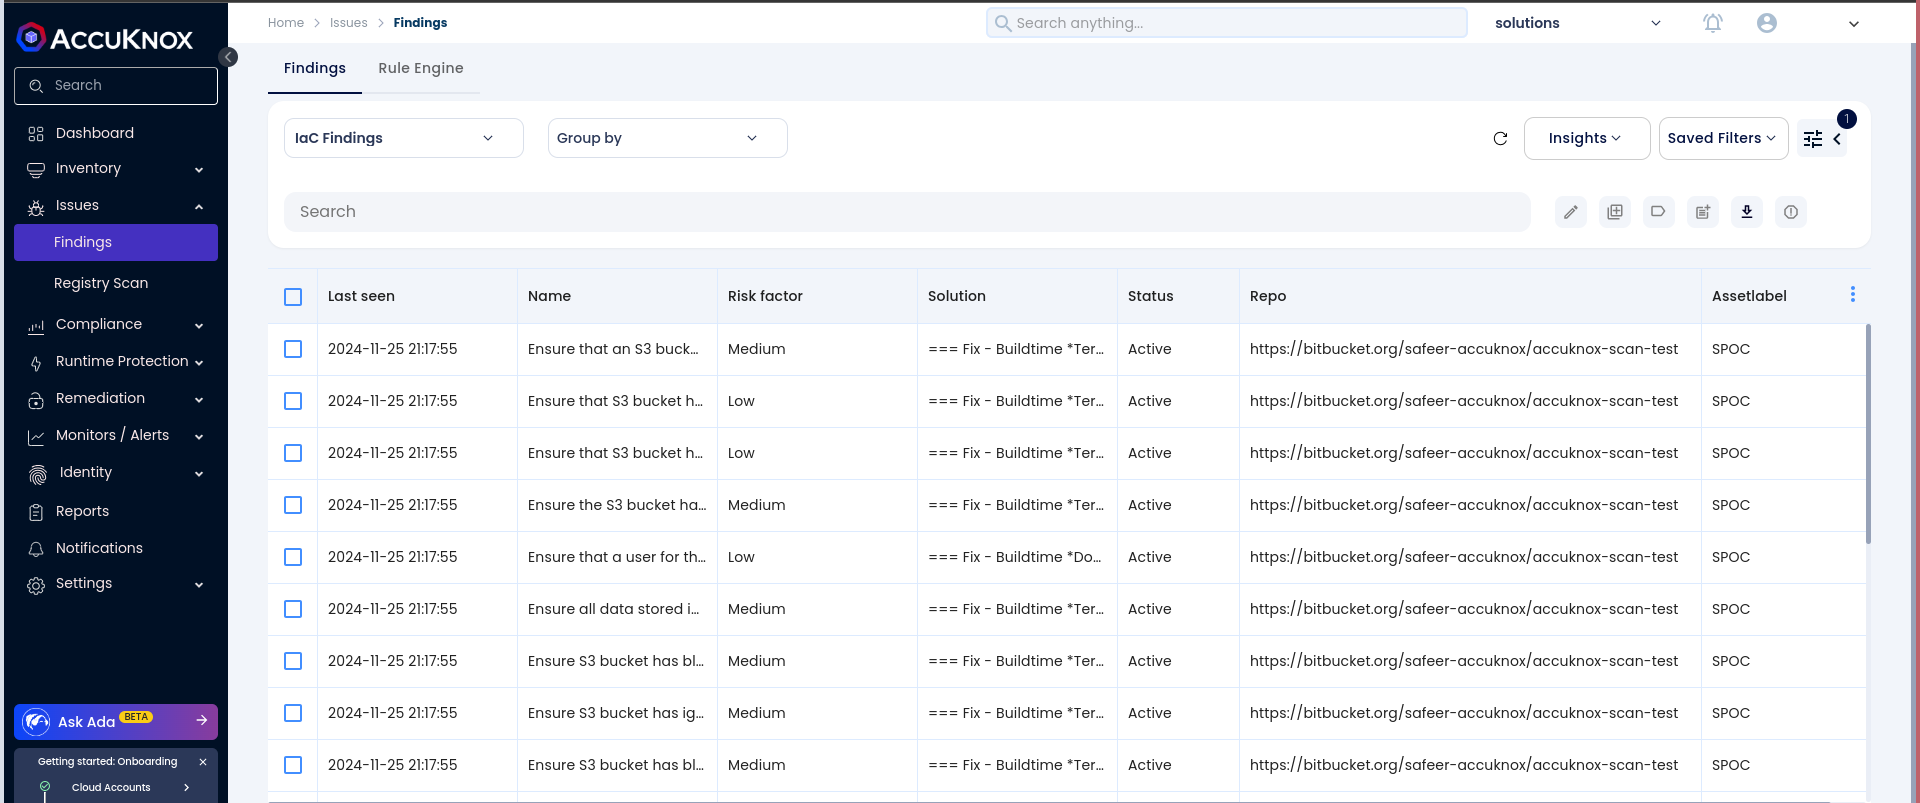 ACCUKNOX
Search
Dashboard
Inventory
Issues
Findings
Registry Scan
Compliance
Runtime Protection
Remediation
Monitors / Alerts
Identity
Reports
Notifications
Settings
Ask Ada BETA
Getting started: Onboarding
Cloud Accounts
Home > Issues > Findings
Search anything...
solutions
Findings Rule Engine
IaC Findings Group by Insights Saved Filters 1
Search
Last seen Name Risk factor Solution Status Repo Assetlabel
2024-11-25 21:17:55 Ensure that an S3 buck... Medium === Fix - Buildtime *Ter... Active https://bitbucket.org/safeer-accuknox/accuknox-scan-test SPOC
2024-11-25 21:17:55 Ensure that S3 bucket h... Low === Fix - Buildtime *Ter... Active https://bitbucket.org/safeer-accuknox/accuknox-scan-test SPOC
2024-11-25 21:17:55 Ensure that S3 bucket h... Low === Fix - Buildtime *Ter... Active https://bitbucket.org/safeer-accuknox/accuknox-scan-test SPOC
2024-11-25 21:17:55 Ensure the S3 bucket ha... Medium === Fix - Buildtime *Ter... Active https://bitbucket.org/safeer-accuknox/accuknox-scan-test SPOC
2024-11-25 21:17:55 Ensure that a user for th... Low === Fix - Buildtime *Do... Active https://bitbucket.org/safeer-accuknox/accuknox-scan-test SPOC
2024-11-25 21:17:55 Ensure all data stored i... Medium === Fix - Buildtime *Ter... Active https://bitbucket.org/safeer-accuknox/accuknox-scan-test SPOC
2024-11-25 21:17:55 Ensure S3 bucket has bl... Medium === Fix - Buildtime *Ter... Active https://bitbucket.org/safeer-accuknox/accuknox-scan-test SPOC
2024-11-25 21:17:55 Ensure S3 bucket has ig... Medium === Fix - Buildtime *Ter... Active https://bitbucket.org/safeer-accuknox/accuknox-scan-test SPOC
2024-11-25 21:17:55 Ensure S3 bucket has bl... Medium === Fix - Buildtime *Ter... Active https://bitbucket.org/safeer-accuknox/accuknox-scan-test SPOC